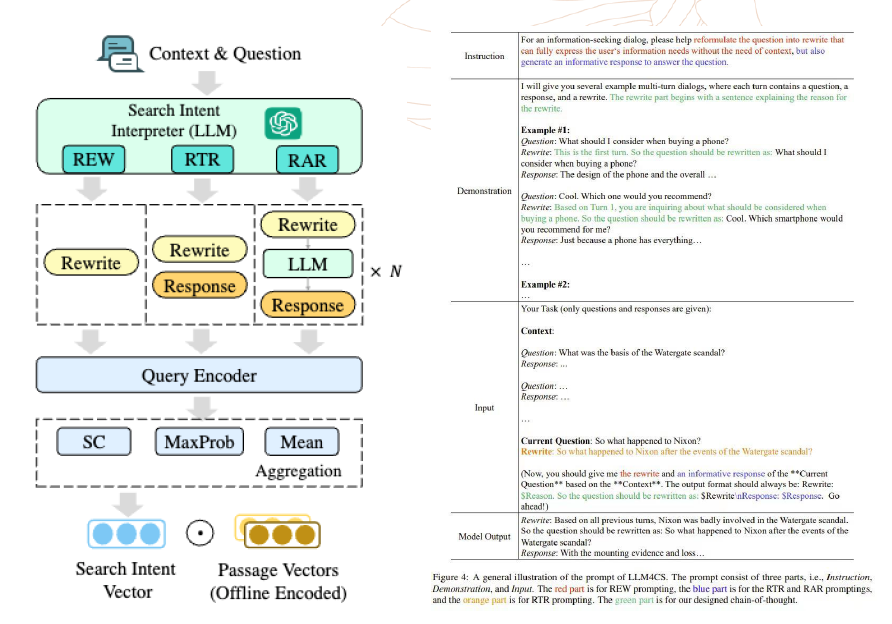 Context & Question
Search Intent
Interpreter (LLM)
REW
RTR
RAR
Rewrite
Rewrite
Response
Rewrite
LLM
Response
× N
Query Encoder
SC
MaxProb
Mean
Aggregation
Search Intent
Vector
Passage Vectors
(Offline Encoded)
Instruction
For an information-seeking dialog, please help reformulate the question into rewrite that
can fully express the user's information needs without the need of context, but also
generate an informative response to answer the question.
Demonstration
I will give you several example multi-turn dialogs, where each turn contains a question, a
response, and a rewrite. The rewrite part begins with a sentence explaining the reason for
the rewrite.
Example #1:
Question: What should I consider when buying a phone?
Rewrite: This is the first turn. So the question should be rewritten as: What should I
consider when buying a phone?
Response: The design of the phone and the overall …
Question: Cool. Which one would you recommend?
Rewrite: Based on Turn 1, you are inquiring about what should be considered when
buying a phone. So the question should be rewritten as: Cool. Which smartphone would
you recommend for me?
Response: Just because a phone has everything…
…
Example #2:
…
Input
Your Task (only questions and responses are given):
Context:
Question: What was the basis of the Watergate scandal?
Response: ...
Question: …
Response: …
…
Current Question: So what happened to Nixon?
Rewrite: So what happened to Nixon after the events of the Watergate scandal?
(Now, you should give me the rewrite and an informative response of the **Current
Question** based on the **Context**. The output format should always be: Rewrite:
$Reason. So the question should be rewritten as: $Rewrite\nResponse: $Response. Go
ahead!)
Model Output
Rewrite: Based on all previous turns, Nixon was badly involved in the Watergate scandal.
So the question should be rewritten as: So what happened to Nixon after the events of the
Watergate scandal?
Response: With the mounting evidence and loss…
Figure 4: A general illustration of the prompt of LLM4CS. The prompt consist of three parts, i.e., Instruction,
Demonstration, and Input. The red part is for REW prompting, the blue part is for the RTR and RAR promptings,
and the orange part is for RTR prompting. The green part is for our designed chain-of-thought.